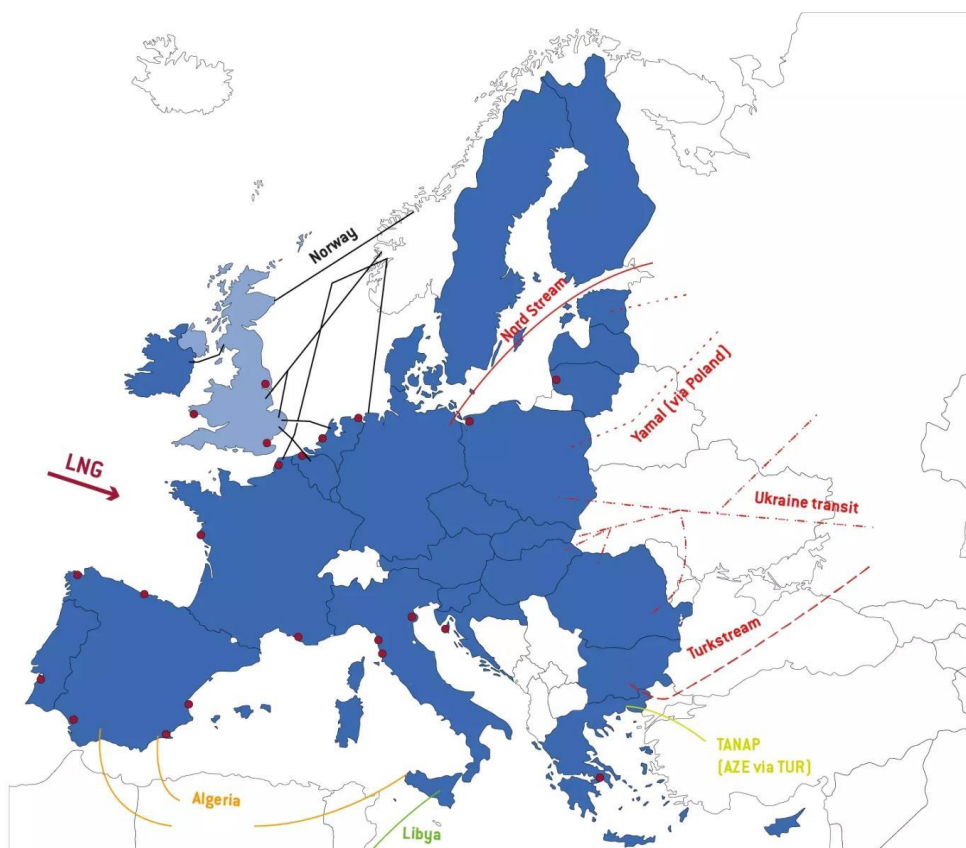 Norway
Nord Stream
Yamal (via Poland)
LNG
Ukraine transit
Turkstream
TANAP
(AZE via TUR)
Algeria
Libya